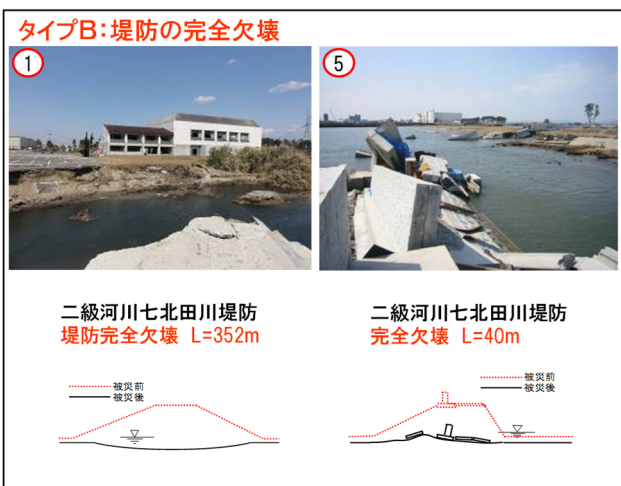 タイプB:堤防の完全欠壊
①
⑤
二級河川七北田川堤防
堤防完全欠壊 L=352m
二級河川七北田川堤防
完全欠壊 L=40m
被災前
被災後
被災前
被災後